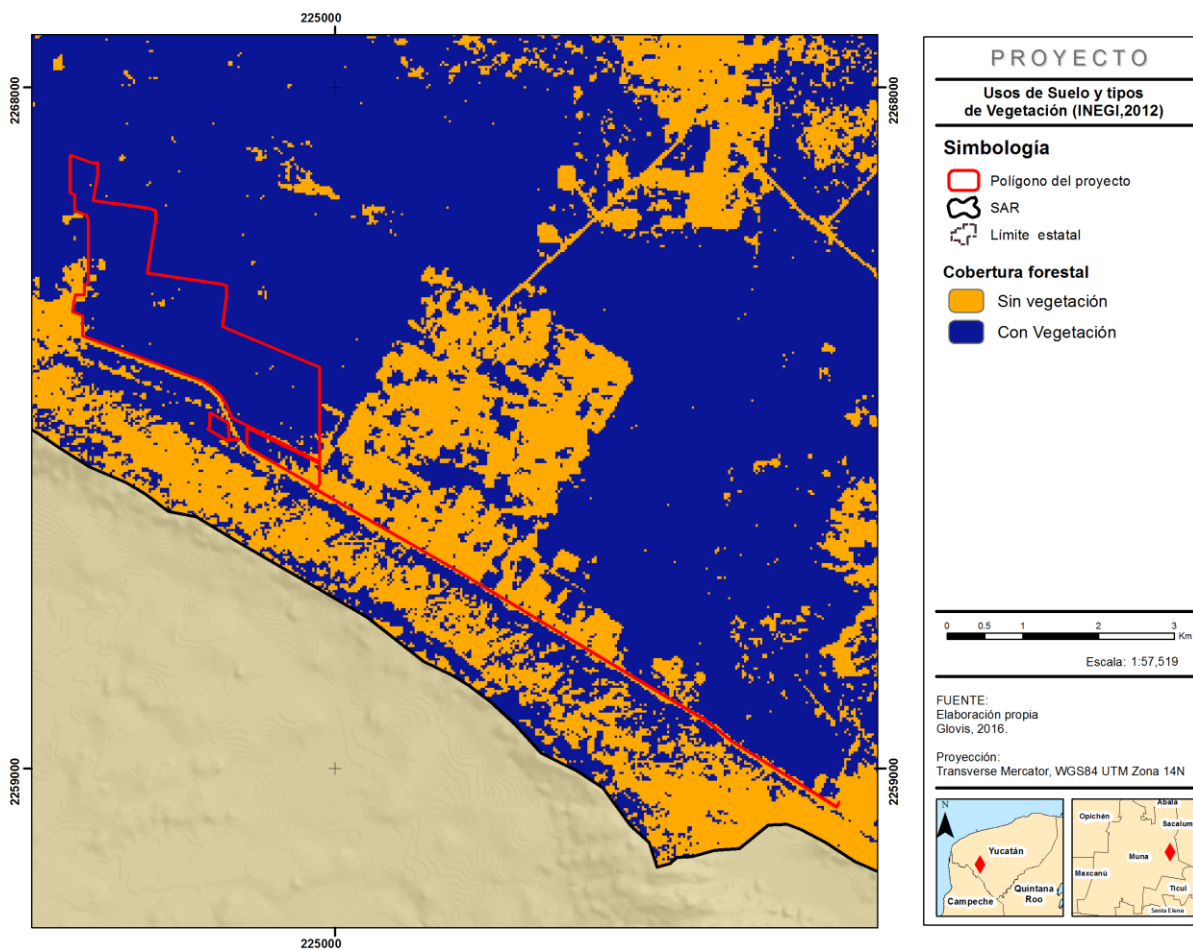 225000
2268000
2268000
2259000
2259000
225000
PROYECTO
Usos de Suelo y tipos
de Vegetación (INEGI,2012)
Simbología
Polígono del proyecto
SAR
Límite estatal
Cobertura forestal
Sin vegetación
Con Vegetación
0 0.5 1 2 3
Km
Escala: 1:57,519
FUENTE:
Elaboración propia
Glovis, 2016.
Proyección:
Transverse Mercator, WGS84 UTM Zona 14N
N
Yucatán
Quintana
Roo
Campeche
Abalá
Opichén
Sacalum
Muna
Maxcanú
Ticul
Santa Elena